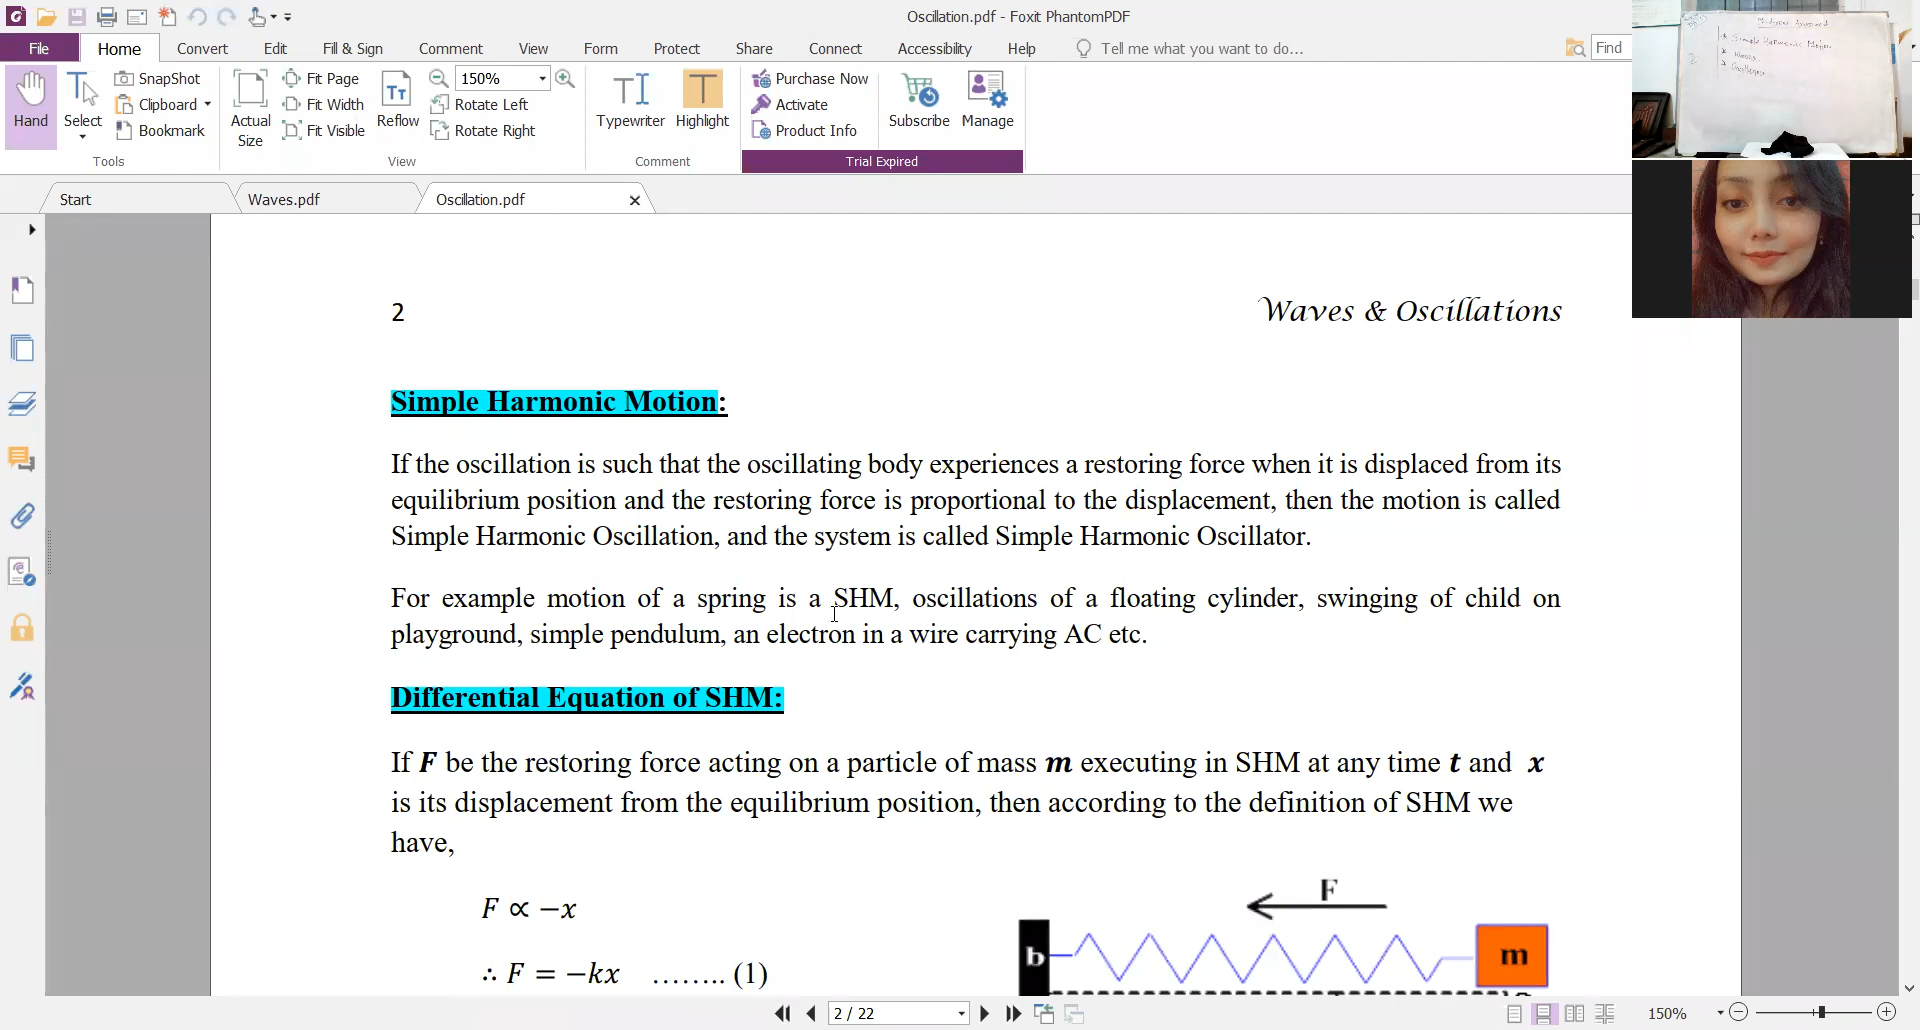 Oscillation.pdf - Foxit PhantomPDF
File Home Convert Edit Fill & Sign Comment View Form Protect Share Connect Accessibility Help Tell me what you want to do... Find
Hand
Select
SnapShot
Clipboard
Bookmark
Tools
Actual Size
Fit Page
Fit Width
Fit Visible
Reflow
150%
Rotate Left
Rotate Right
View
Typewriter
Highlight
Comment
Purchase Now
Activate
Product Info
Trial Expired
Subscribe
Manage
Start Waves.pdf Oscillation.pdf
Simple Harmonic Motion
Waves
2 Waves & Oscillations
Simple Harmonic Motion:
If the oscillation is such that the oscillating body experiences a restoring force when it is displaced from its
equilibrium position and the restoring force is proportional to the displacement, then the motion is called
Simple Harmonic Oscillation, and the system is called Simple Harmonic Oscillator.
For example motion of a spring is a SHM, oscillations of a floating cylinder, swinging of child on
playground, simple pendulum, an electron in a wire carrying AC etc.
Differential Equation of SHM:
If F be the restoring force acting on a particle of mass m executing in SHM at any time t and x
is its displacement from the equilibrium position, then according to the definition of SHM we
have,
F ∝ −x
∴ F = −kx …….. (1)
F
b
m
2 / 22
150%